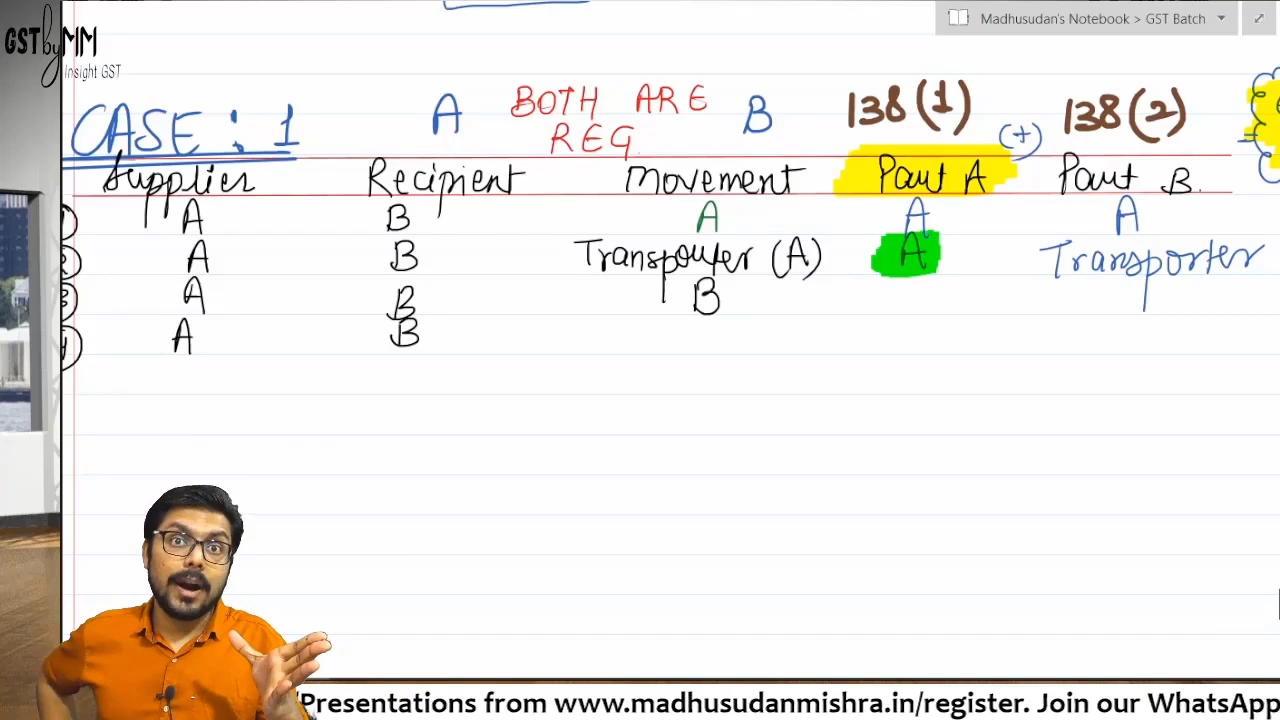 GST by MM
Insight GST
Madhusudan's Notebook > GST Batch
CASE : 1 A BOTH ARE REG. B 138(1) (+) 138(2) =
Supplier Recipient Movement Part A Part B.
1 A B A A A
2 A B Transporter (A) A Transporter
3 A B B
4 A B
/Presentations from www.madhusudanmishra.in/register. Join our WhatsApp